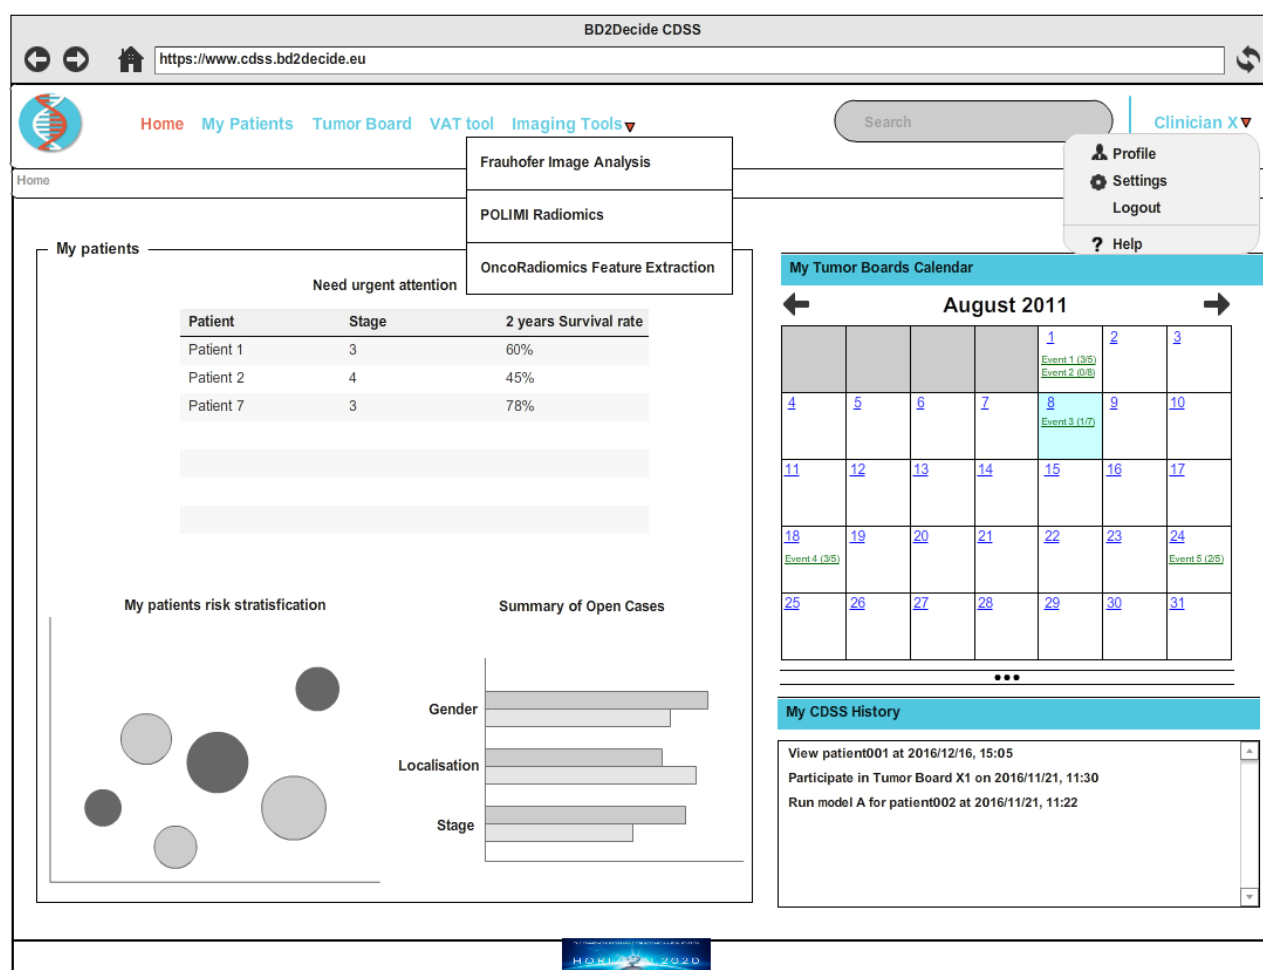 BD2Decide CDSS
https://www.cdss.bd2decide.eu
Home My Patients Tumor Board VAT tool Imaging Tools
Search
Clinician X
Profile
Settings
Logout
? Help
Frauhofer Image Analysis
POLIMI Radiomics
OncoRadiomics Feature Extraction
Home
My patients
Need urgent attention
Patient Stage 2 years Survival rate
Patient 1 3 60%
Patient 2 4 45%
Patient 7 3 78%
My patients risk stratisfication
Summary of Open Cases
Gender
Localisation
Stage
My Tumor Boards Calendar
August 2011
1 2 3
Event 1 (3/5)
Event 2 (0/8)
4 5 6 7 8 9 10
Event 3 (1/7)
11 12 13 14 15 16 17
18 19 20 21 22 23 24
Event 4 (3/5) Event 5 (2/5)
25 26 27 28 29 30 31
My CDSS History
View patient001 at 2016/12/16, 15:05
Participate in Tumor Board X1 on 2016/11/21, 11:30
Run model A for patient002 at 2016/11/21, 11:22
HORIZON 2020